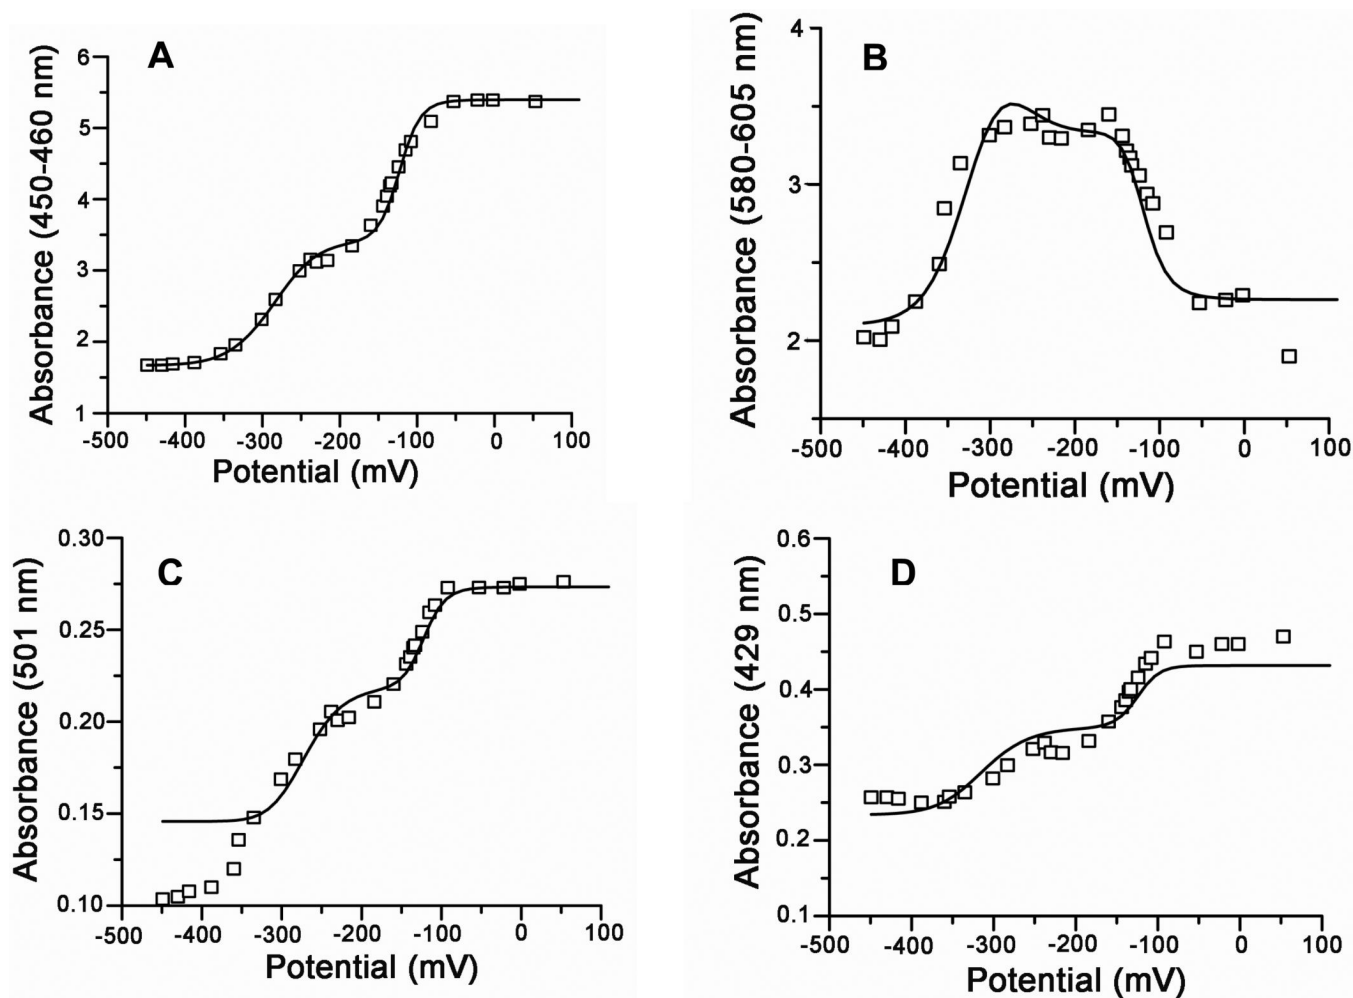 A
Absorbance (450-460 nm)
6
5
4
3
2
1
-500 -400 -300 -200 -100 0 100
Potential (mV)
B
Absorbance (580-605 nm)
4
3
2
-500 -400 -300 -200 -100 0 100
Potential (mV)
C
Absorbance (501 nm)
0.30
0.25
0.20
0.15
0.10
-500 -400 -300 -200 -100 0 100
Potential (mV)
D
Absorbance (429 nm)
0.6
0.5
0.4
0.3
0.2
0.1
-500 -400 -300 -200 -100 0 100
Potential (mV)